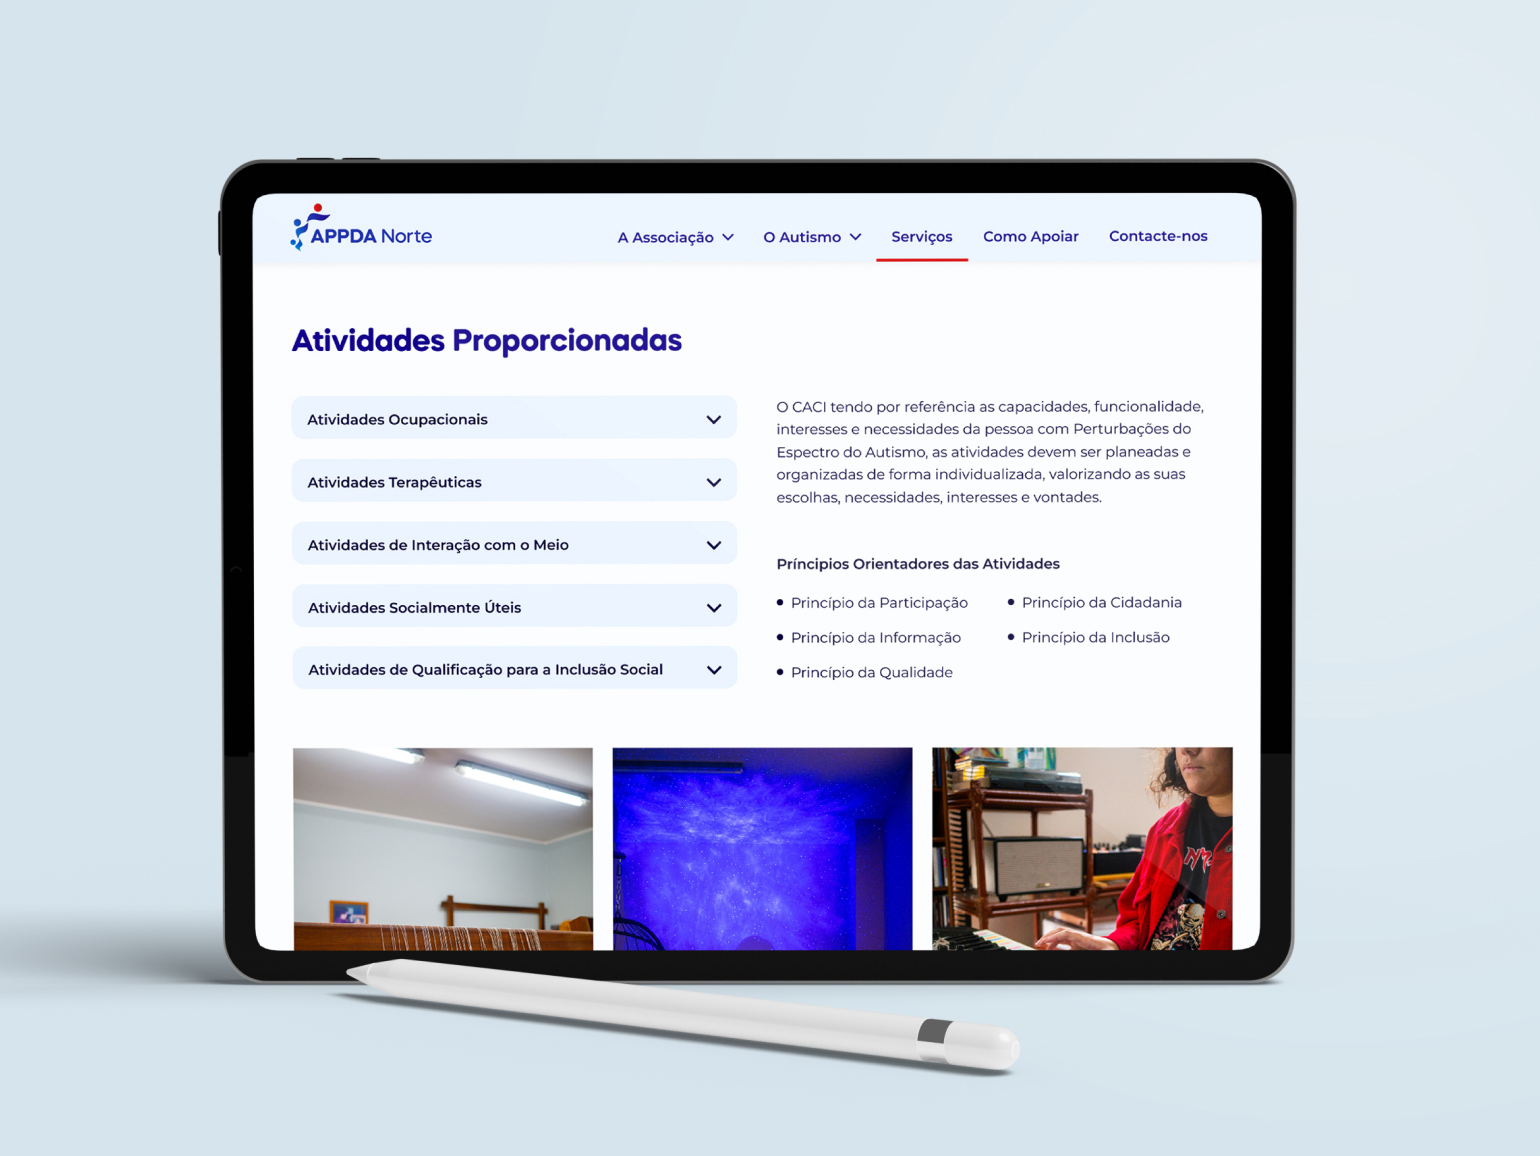 APPDA Norte
A Associação
O Autismo
Serviços
Como Apoiar
Contacte-nos
Atividades Proporcionadas
Atividades Ocupacionais
Atividades Terapêuticas
Atividades de Interação com o Meio
Atividades Socialmente Úteis
Atividades de Qualificação para a Inclusão Social
O CACI tendo por referência as capacidades, funcionalidade,
interesses e necessidades da pessoa com Perturbações do
Espectro do Autismo, as atividades devem ser planeadas e
organizadas de forma individualizada, valorizando as suas
escolhas, necessidades, interesses e vontades.
Príncipios Orientadores das Atividades
Princípio da Participação
Princípio da Cidadania
Princípio da Informação
Princípio da Inclusão
Princípio da Qualidade